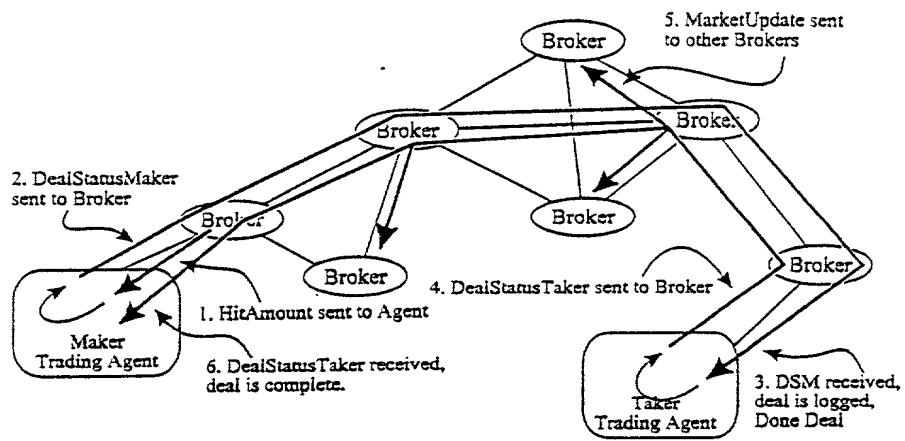 5. MarketUpdate sent
to other Brokers
Broker
Broker
Broker
2. DealStatusMaker
sent to Broker
Broker
Broker
Broker
Broker
4. DealStatusTaker sent to Broker
1. HitAmount sent to Agent
Maker
Trading Agent
6. DealStatusTaker received,
deal is complete.
3. DSM received,
deal is logged,
Done Deal
Taker
Trading Agent